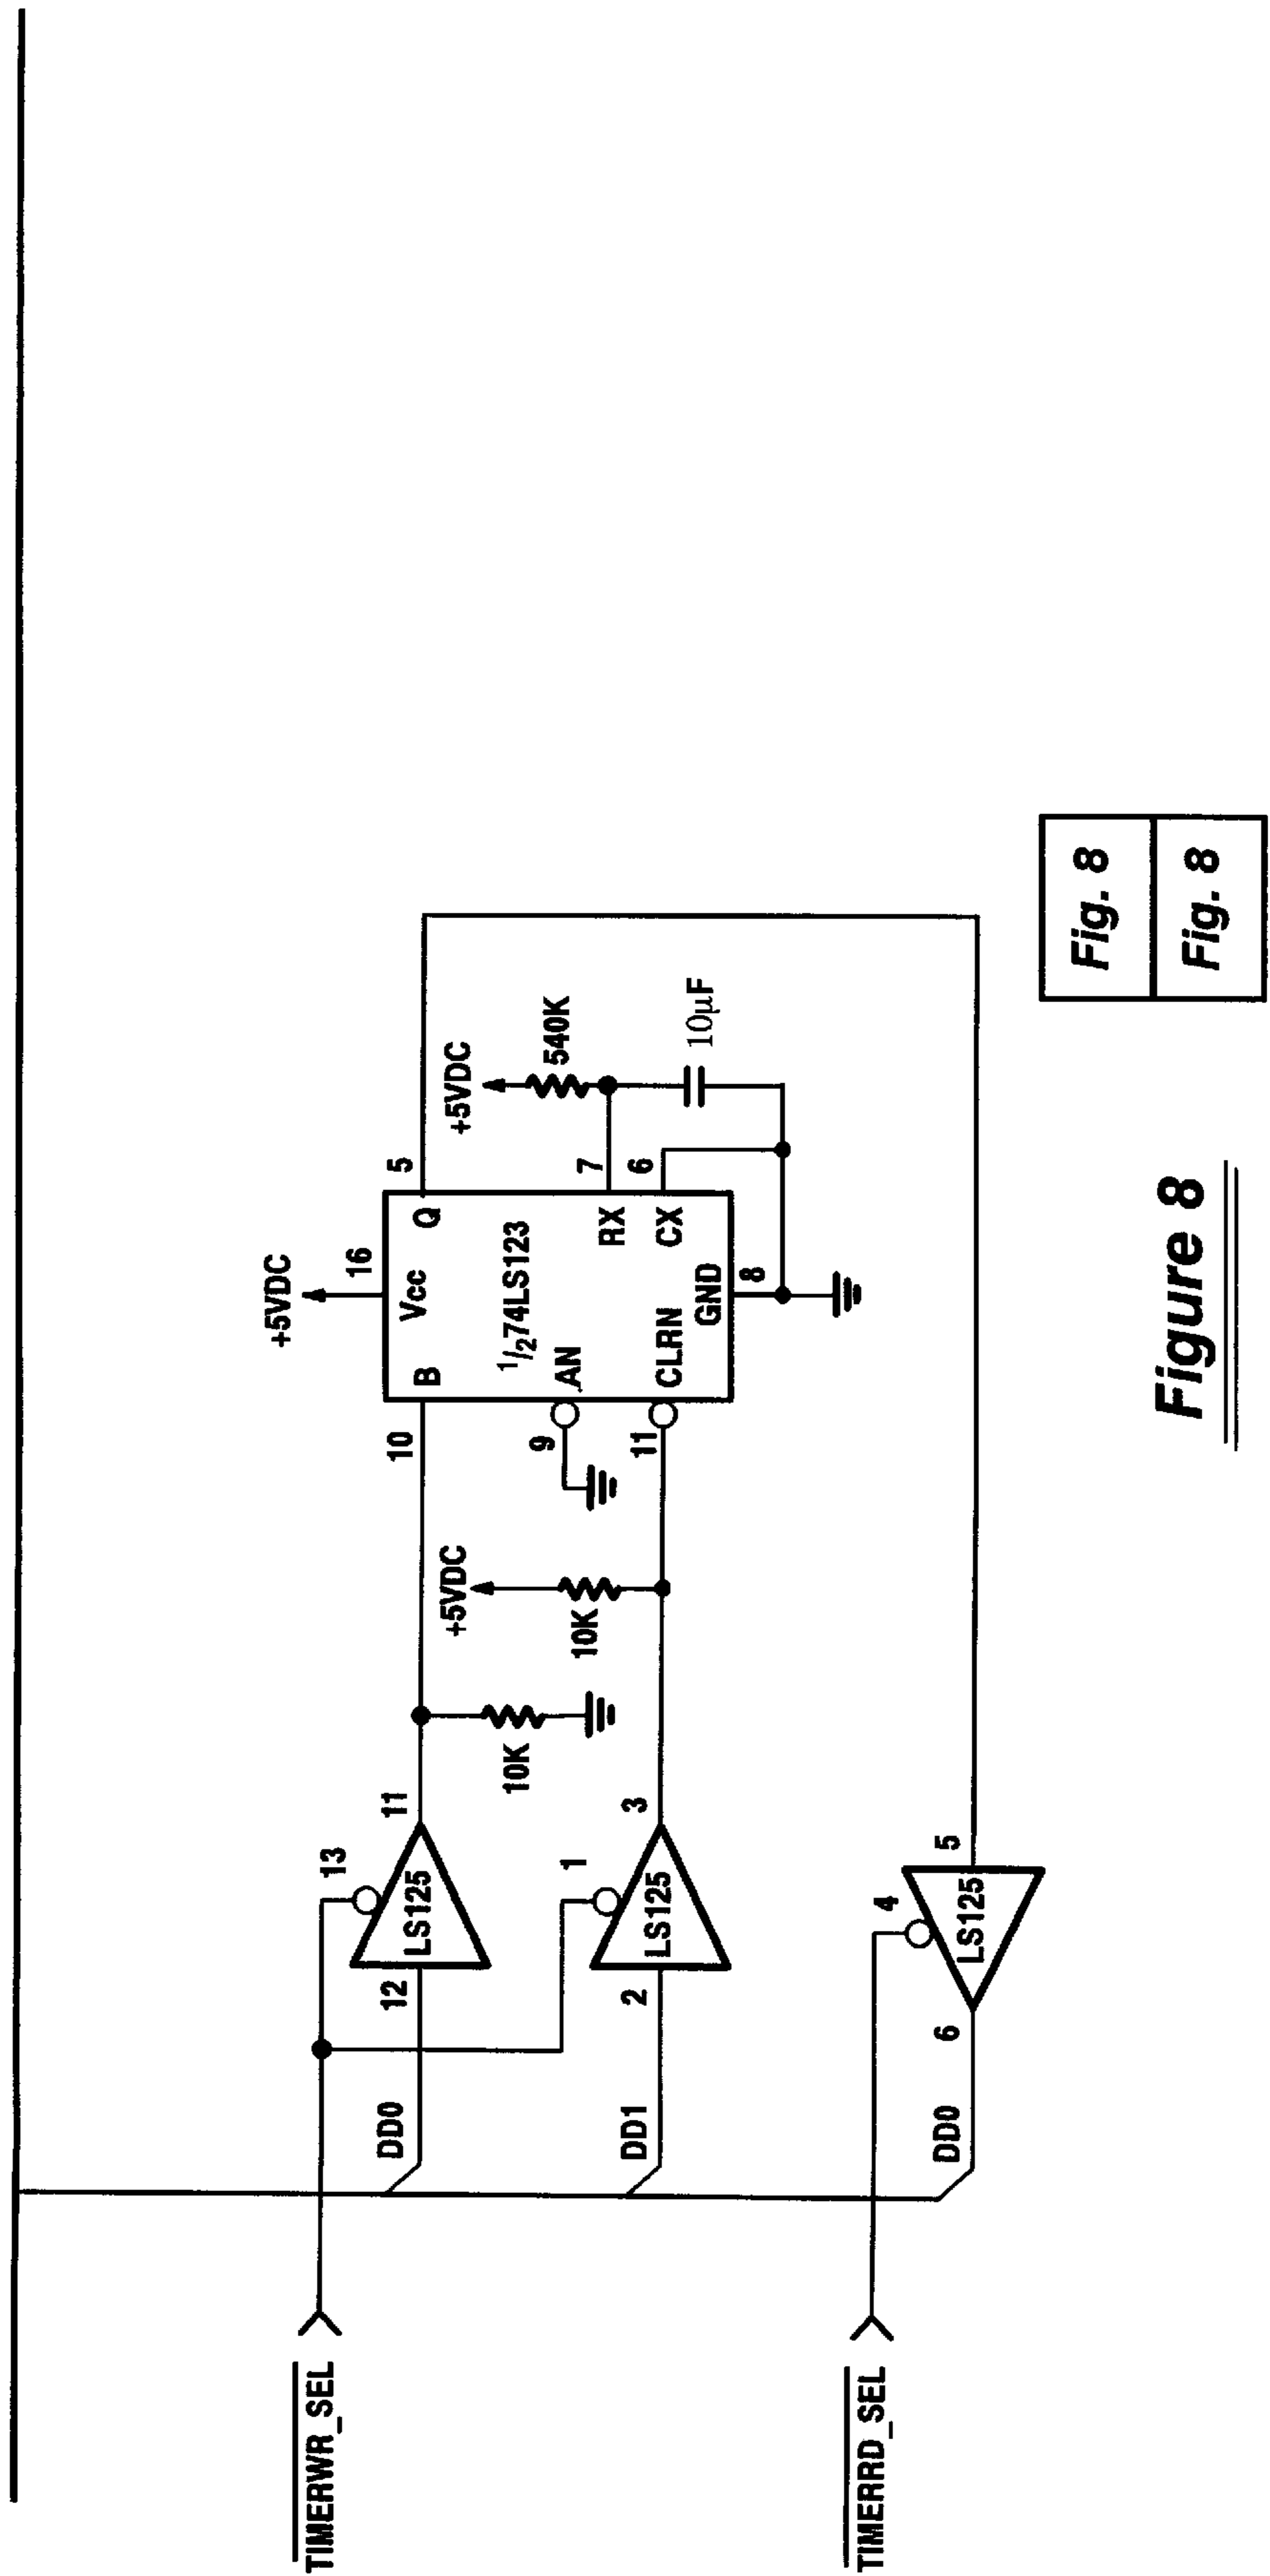 TIMERWR_SEL
DD0
12
LS125
13
11
10K
DD1
2
LS125
1
3
+5VDC
10K
+5VDC
16
10
B
Vcc
Q
5
1/274LS123
9
AN
RX
7
11
CLRN
CX
6
GND
8
+5VDC
540K
10µF
TIMERRD_SEL
DD0
6
LS125
4
5
Fig. 8
Fig. 8
Figure 8